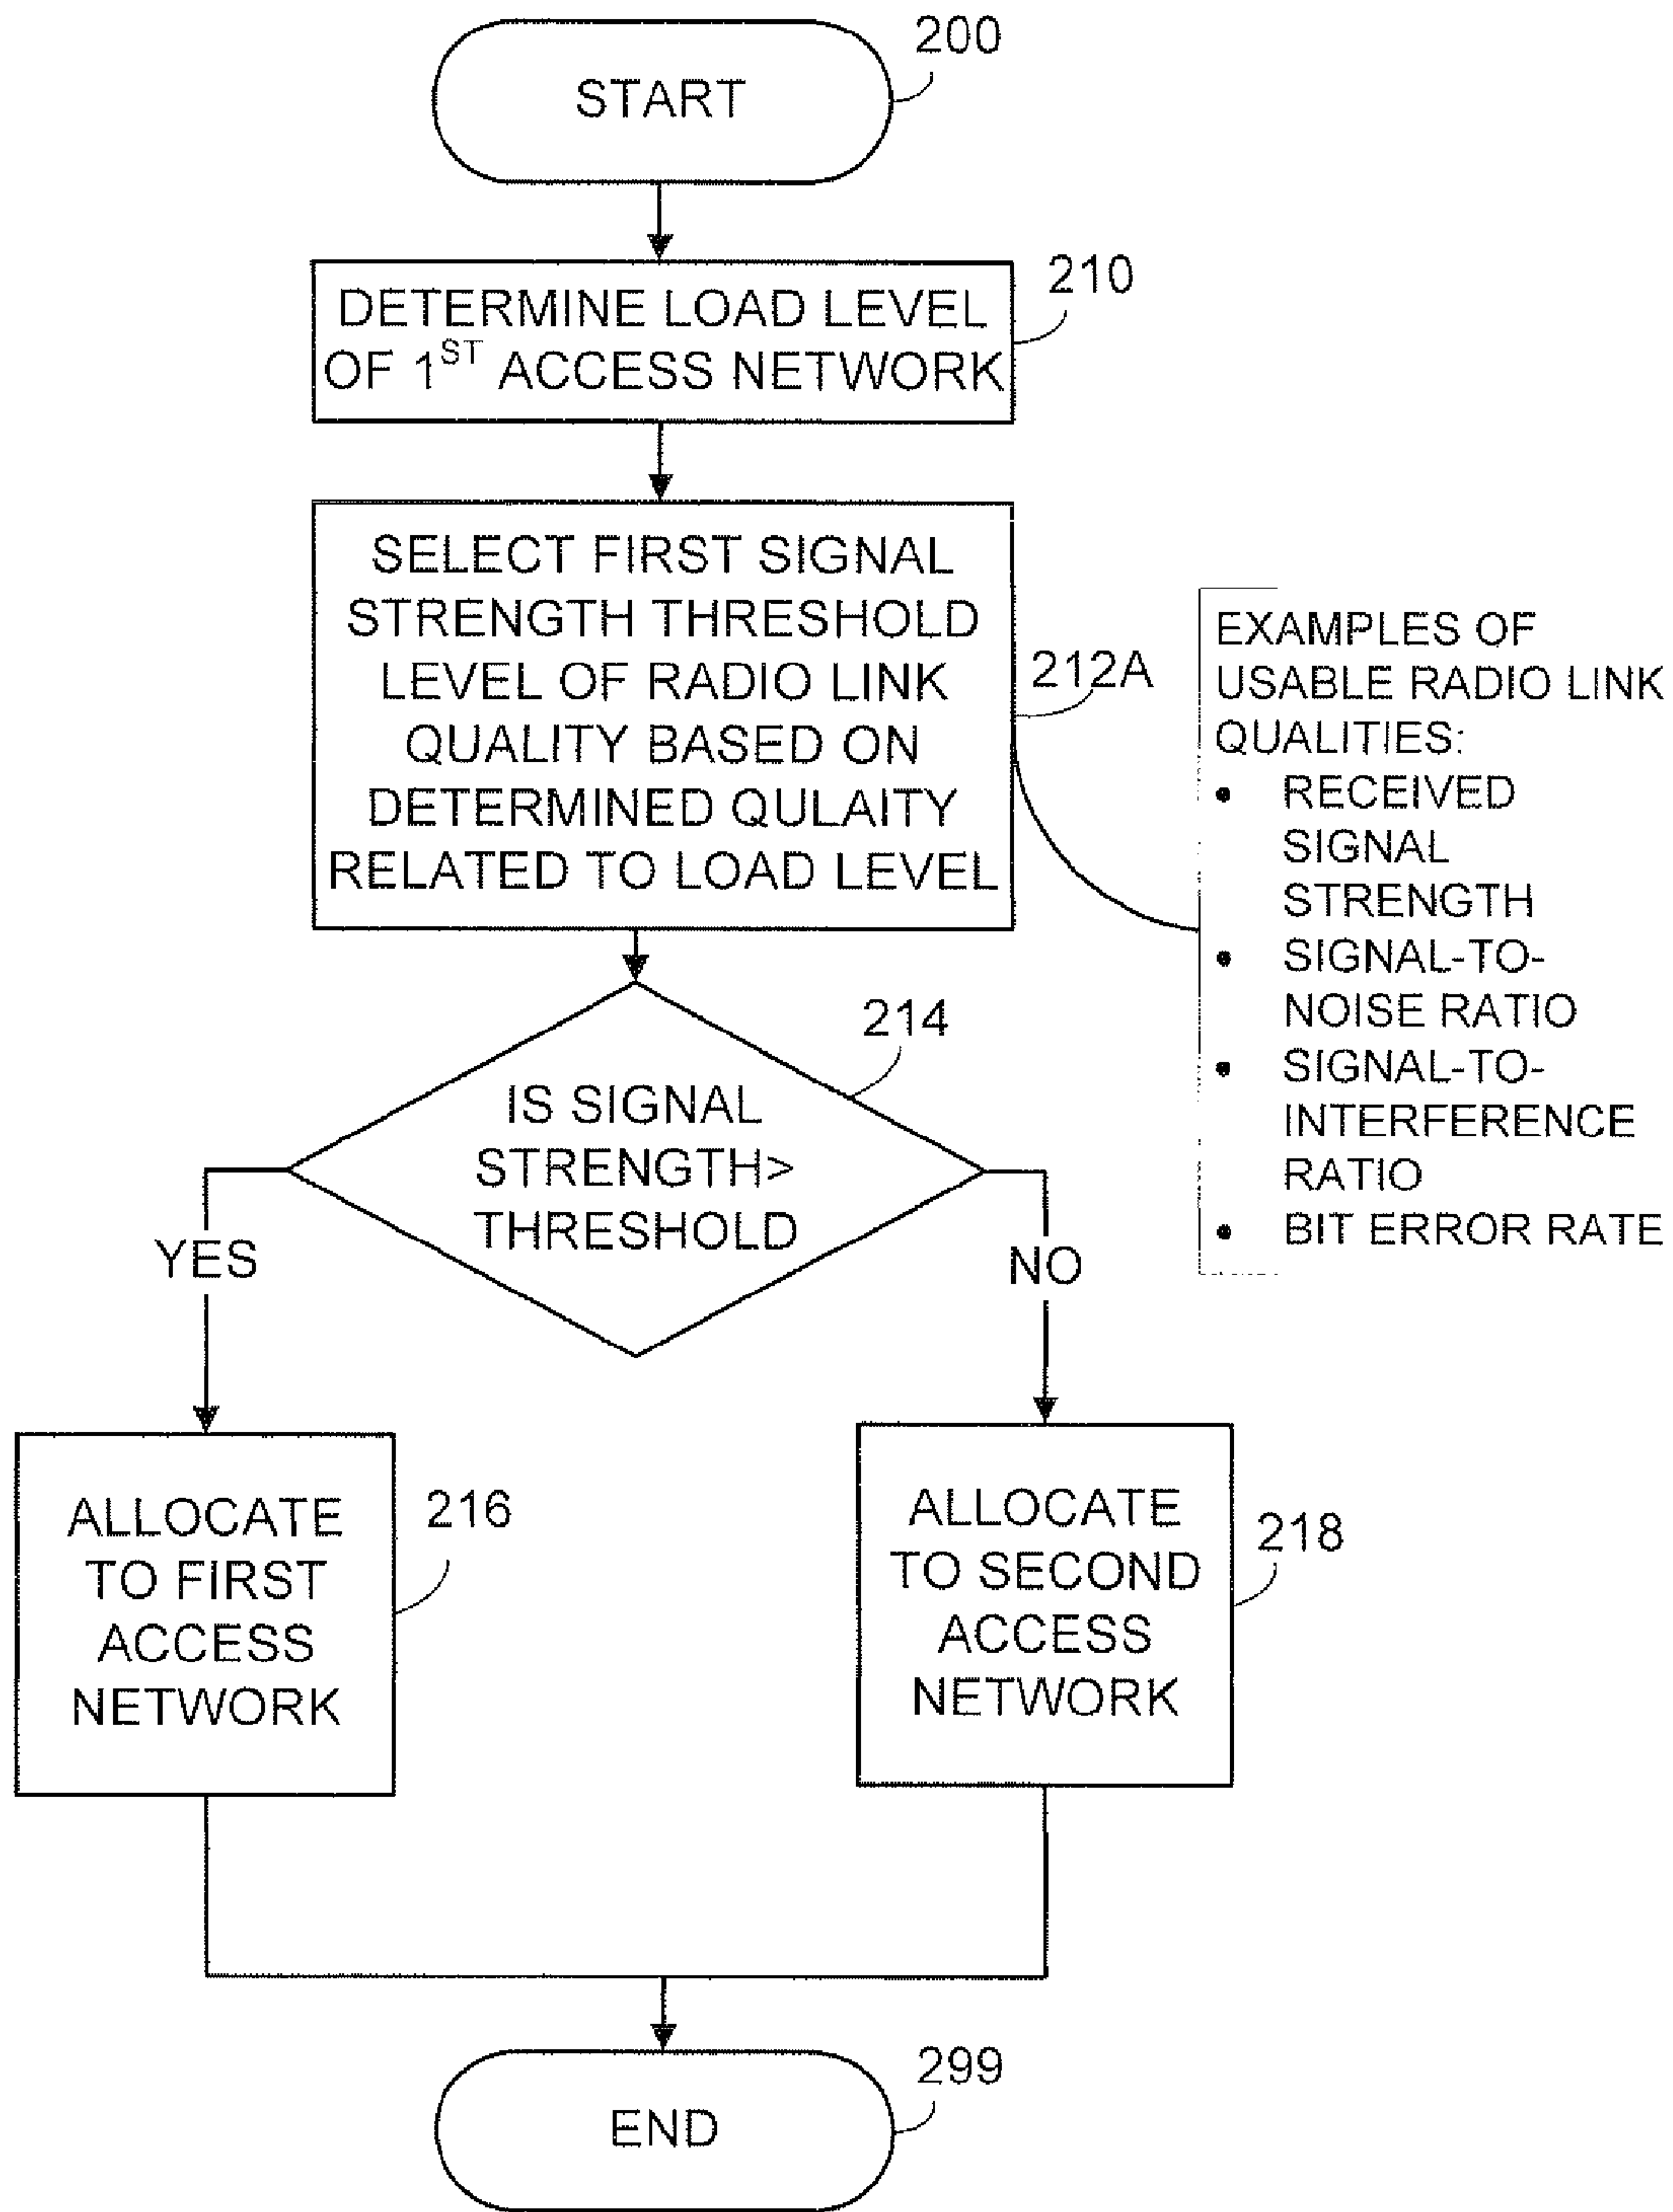 200
START
210
DETERMINE LOAD LEVEL
OF 1ST ACCESS NETWORK
SELECT FIRST SIGNAL
STRENGTH THRESHOLD
LEVEL OF RADIO LINK
QUALITY BASED ON
DETERMINED QULAITY
RELATED TO LOAD LEVEL
212A
EXAMPLES OF
USABLE RADIO LINK
QUALITIES:
• RECEIVED
SIGNAL
STRENGTH
• SIGNAL-TO-
NOISE RATIO
• SIGNAL-TO-
INTERFERENCE
RATIO
• BIT ERROR RATE
214
IS SIGNAL
STRENGTH>
THRESHOLD
YES
NO
ALLOCATE
TO FIRST
ACCESS
NETWORK
216
ALLOCATE
TO SECOND
ACCESS
NETWORK
218
299
END